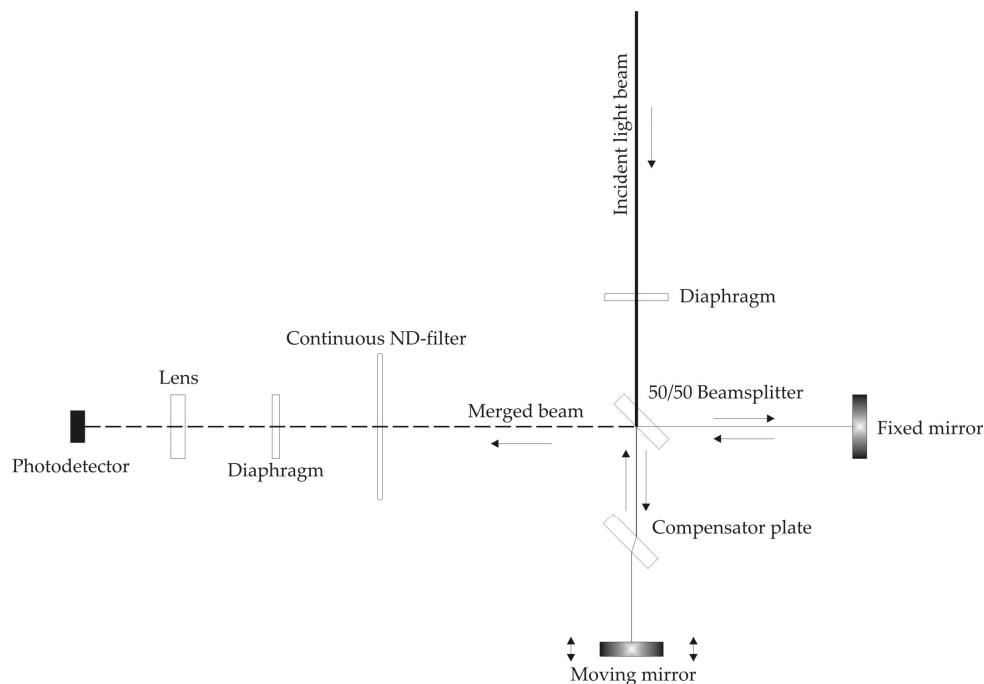 Incident light beam
Diaphragm
Continuous ND-filter
Lens
50/50 Beamsplitter
Merged beam
Fixed mirror
Photodetector
Diaphragm
Compensator plate
Moving mirror